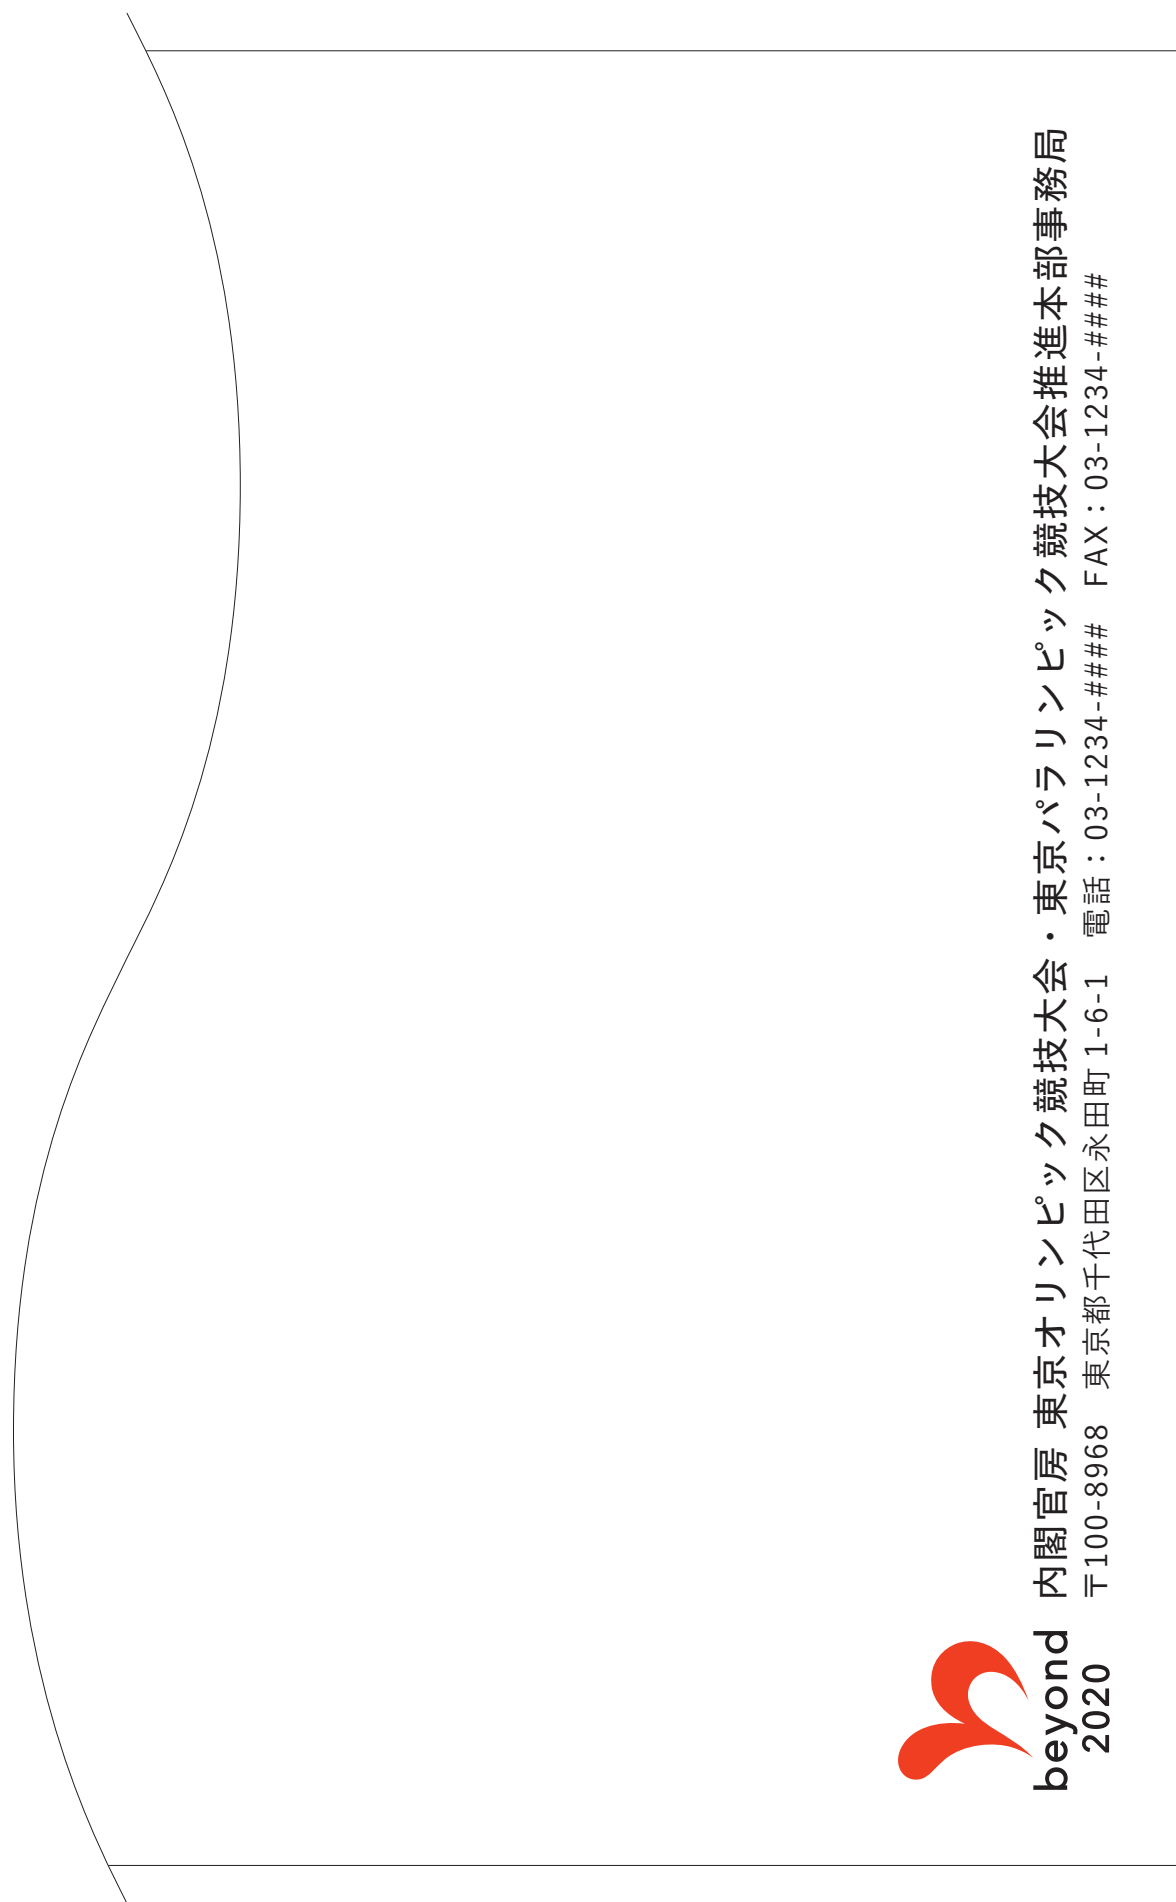 beyond
2020
内閣官房 東京オリンピック競技大会・東京パラリンピック競技大会推進本部事務局
〒100-8968　東京都千代田区永田町 1-6-1　電話：03-1234-####　FAX：03-1234-####